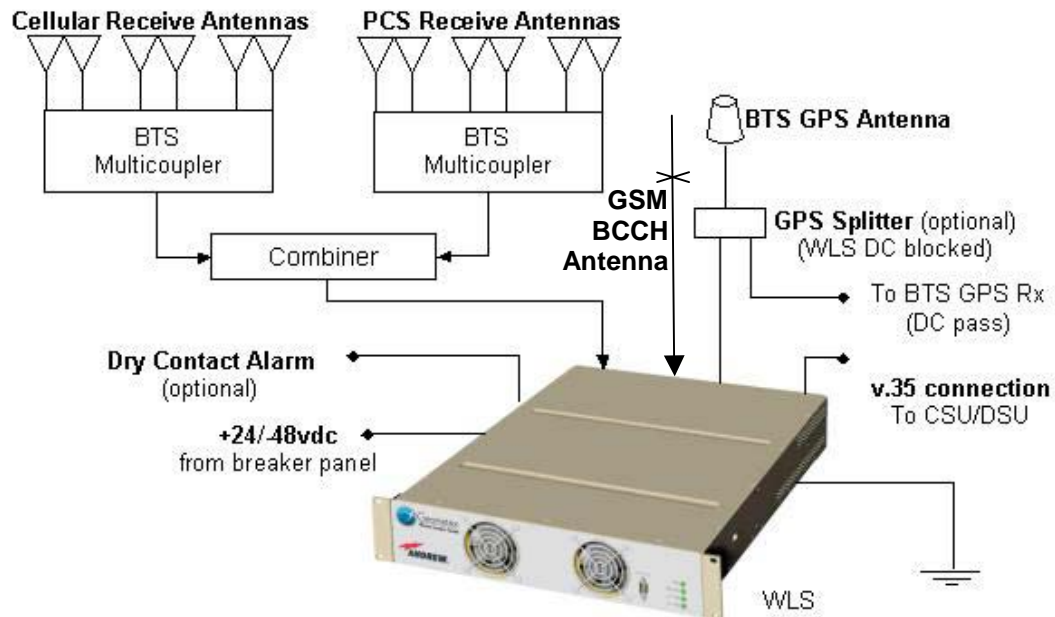 Cellular Receive Antennas
PCS Receive Antennas
BTS
Multicoupler
BTS
Multicoupler
BTS GPS Antenna
GSM
BCCH
Antenna
GPS Splitter (optional)
(WLS DC blocked)
Combiner
To BTS GPS Rx
(DC pass)
Dry Contact Alarm
(optional)
v.35 connection
To CSU/DSU
+24/-48vdc
from breaker panel
ANDREW
WLS